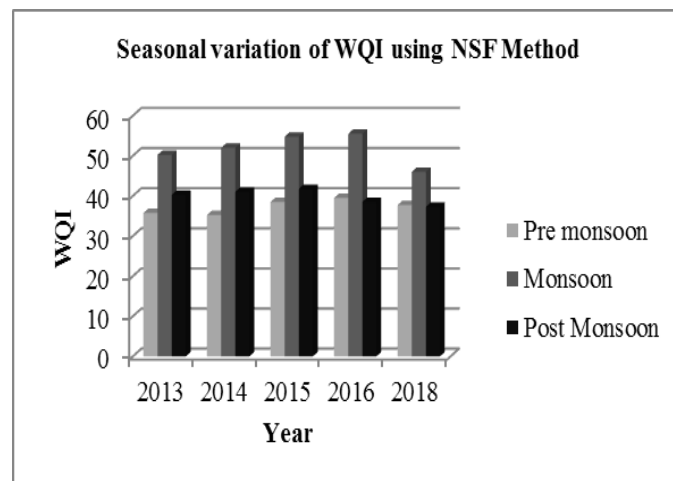 Seasonal variation of WQI using NSF Method
60
50
40
30
20
10
0
WQI
2013 2014 2015 2016 2018
Year
Pre monsoon
Monsoon
Post Monsoon